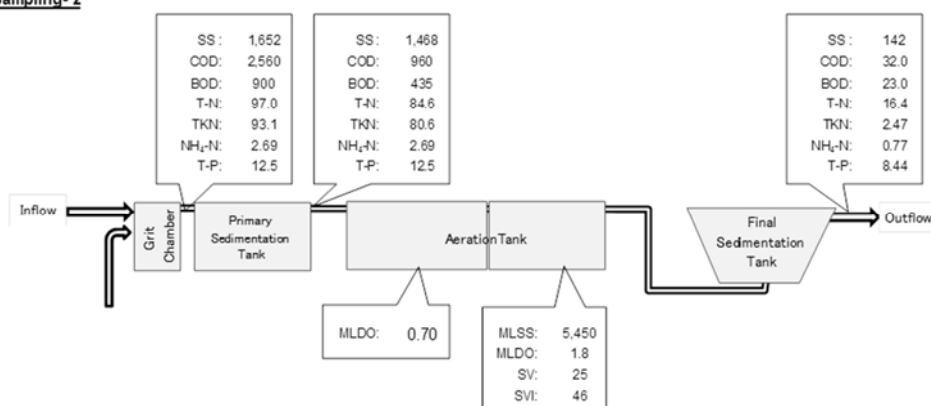 Sampling-2
SS: 1,652
COD: 2,560
BOD: 900
T-N: 97.0
TKN: 93.1
NH₄-N: 2.69
T-P: 12.5
SS: 1,468
COD: 960
BOD: 435
T-N: 84.6
TKN: 80.6
NH₄-N: 2.69
T-P: 12.5
SS: 142
COD: 32.0
BOD: 23.0
T-N: 16.4
TKN: 2.47
NH₄-N: 0.77
T-P: 8.44
Inflow
Grit
Chamber
Primary
Sedimentation
Tank
Aeration Tank
Final
Sedimentation
Tank
Outflow
MLDO: 0.70
MLSS: 5,450
MLDO: 1.8
SV: 25
SVI: 46